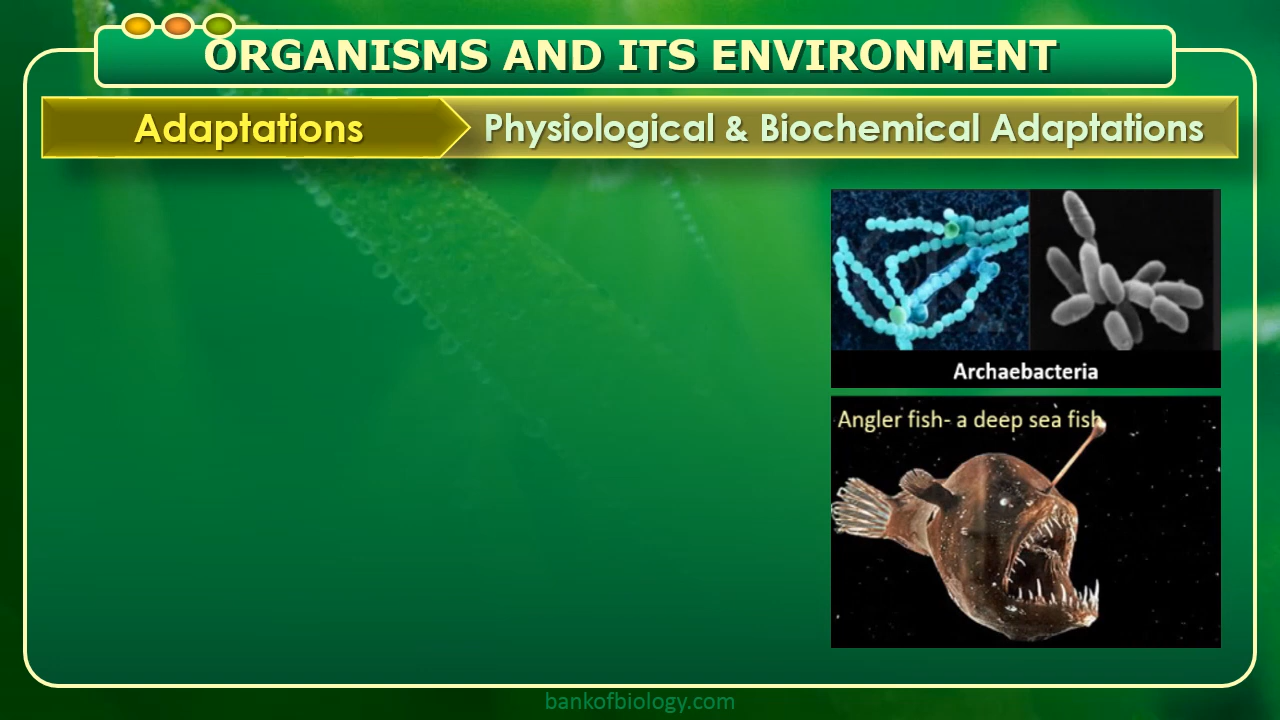 ORGANISMS AND ITS ENVIRONMENT
Adaptations
Physiological & Biochemical Adaptations
Archaebacteria
Angler fish- a deep sea fish
bankofbiology.com